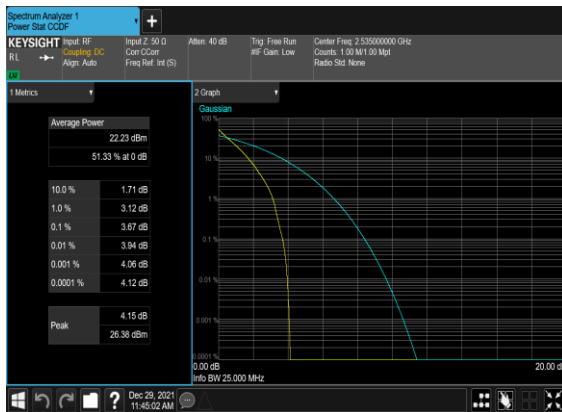 Spectrum Analyzer 1
Power Stat CCDF
KEYSIGHT Input: RF Input Z: 50 Ω Atten: 40 dB Trig: Free Run Center Freq: 2.535000000 GHz
RL Coupling: DC Corr CCorr #IF Gain: Low Counts: 1.00 M/1.00 Mpt
Align: Auto Freq Ref: Int (S) Radio Std: None
1 Metrics 2 Graph
Gaussian
Average Power
22.23 dBm
51.33 % at 0 dB
10.0 % 1.71 dB
1.0 % 3.12 dB
0.1 % 3.67 dB
0.01 % 3.94 dB
0.001 % 4.06 dB
0.0001 % 4.12 dB
Peak 4.15 dB
26.38 dBm
100 %
10 %
1 %
0.1 %
0.01 %
0.001 %
0.0001 %
0.00 dB 20.00 dB
Info BW 25.000 MHz
? Dec 29, 2021
11:45:02 AM